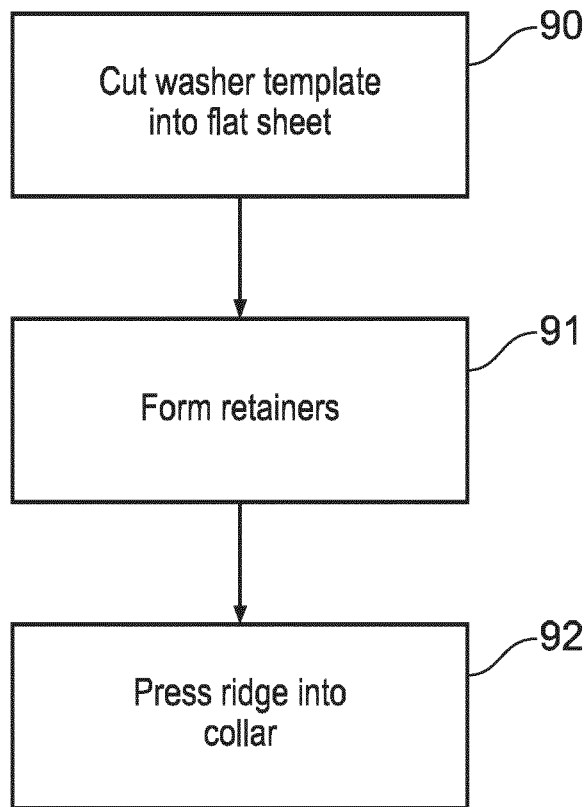 90
Cut washer template
into flat sheet
91
Form retainers
92
Press ridge into
collar